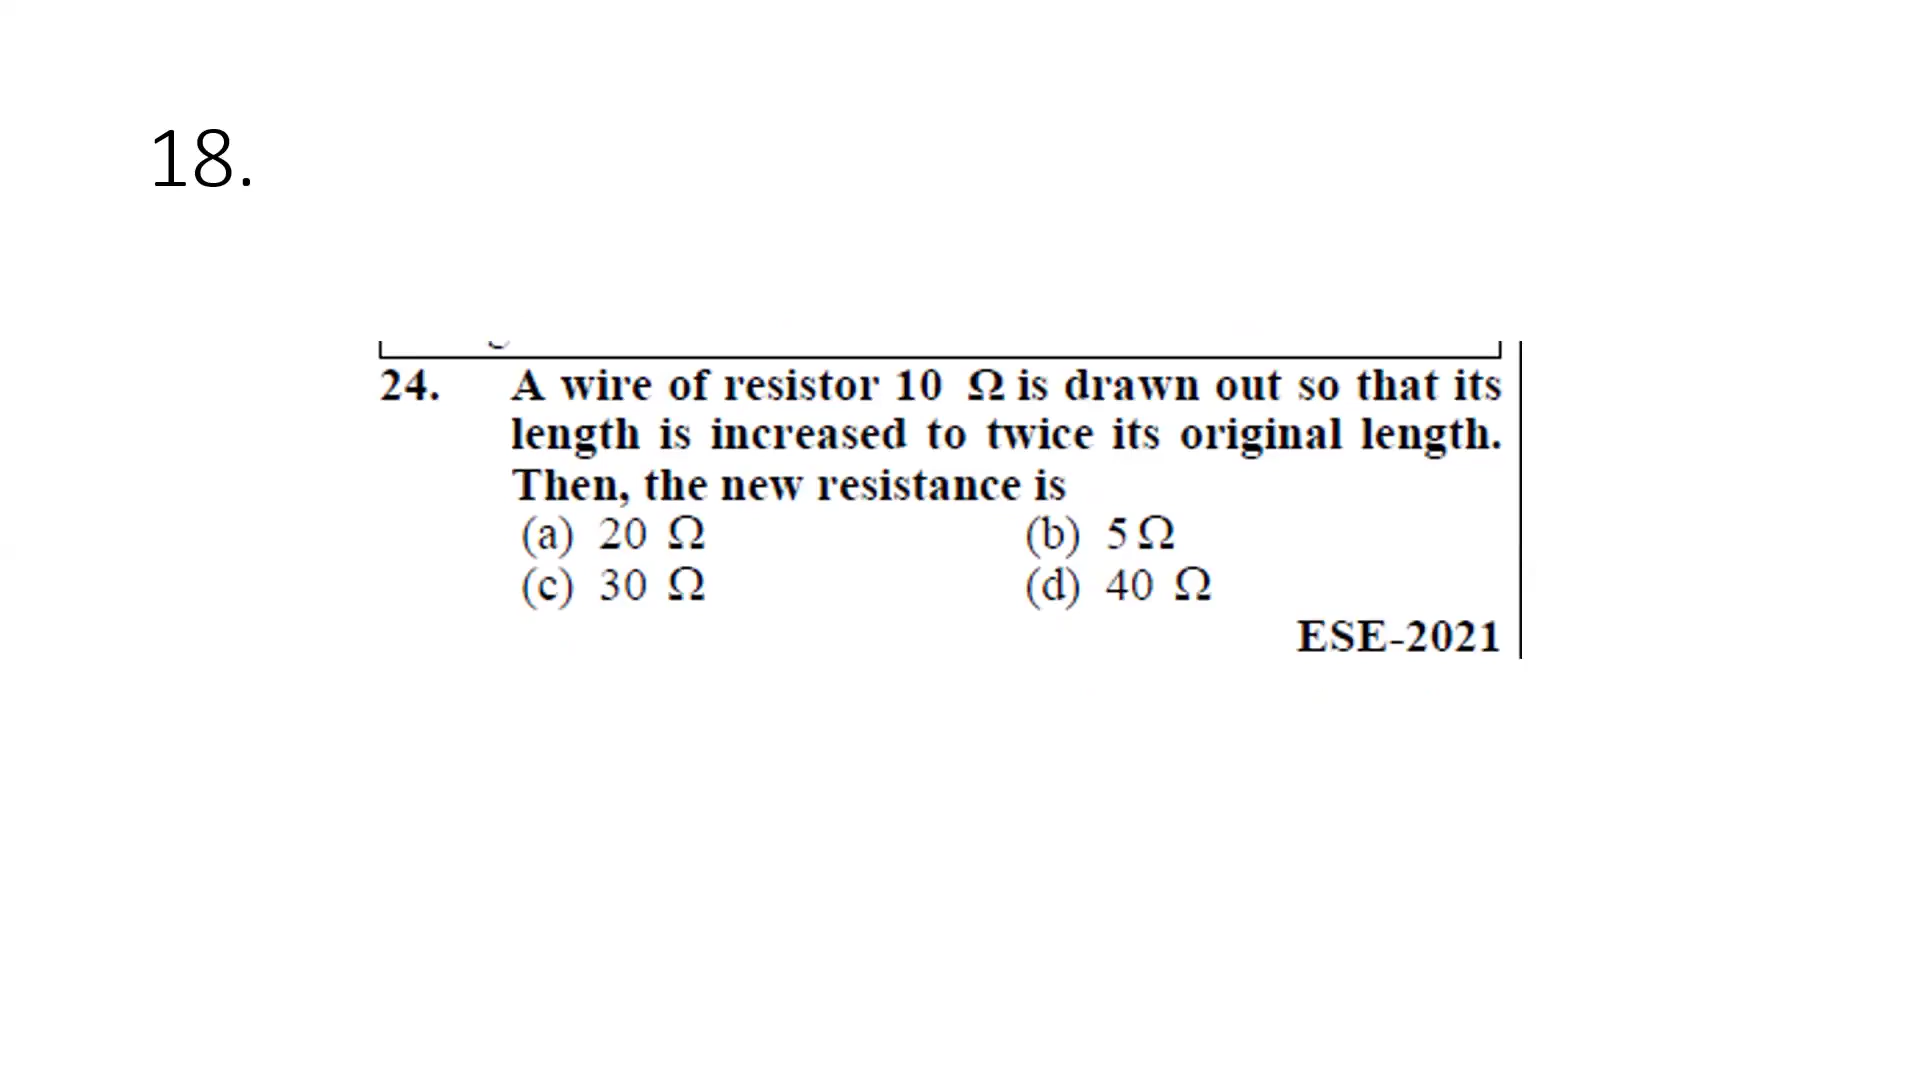 18.
24. A wire of resistor 10 Ω is drawn out so that its
length is increased to twice its original length.
Then, the new resistance is
(a) 20 Ω (b) 5 Ω
(c) 30 Ω (d) 40 Ω
ESE-2021